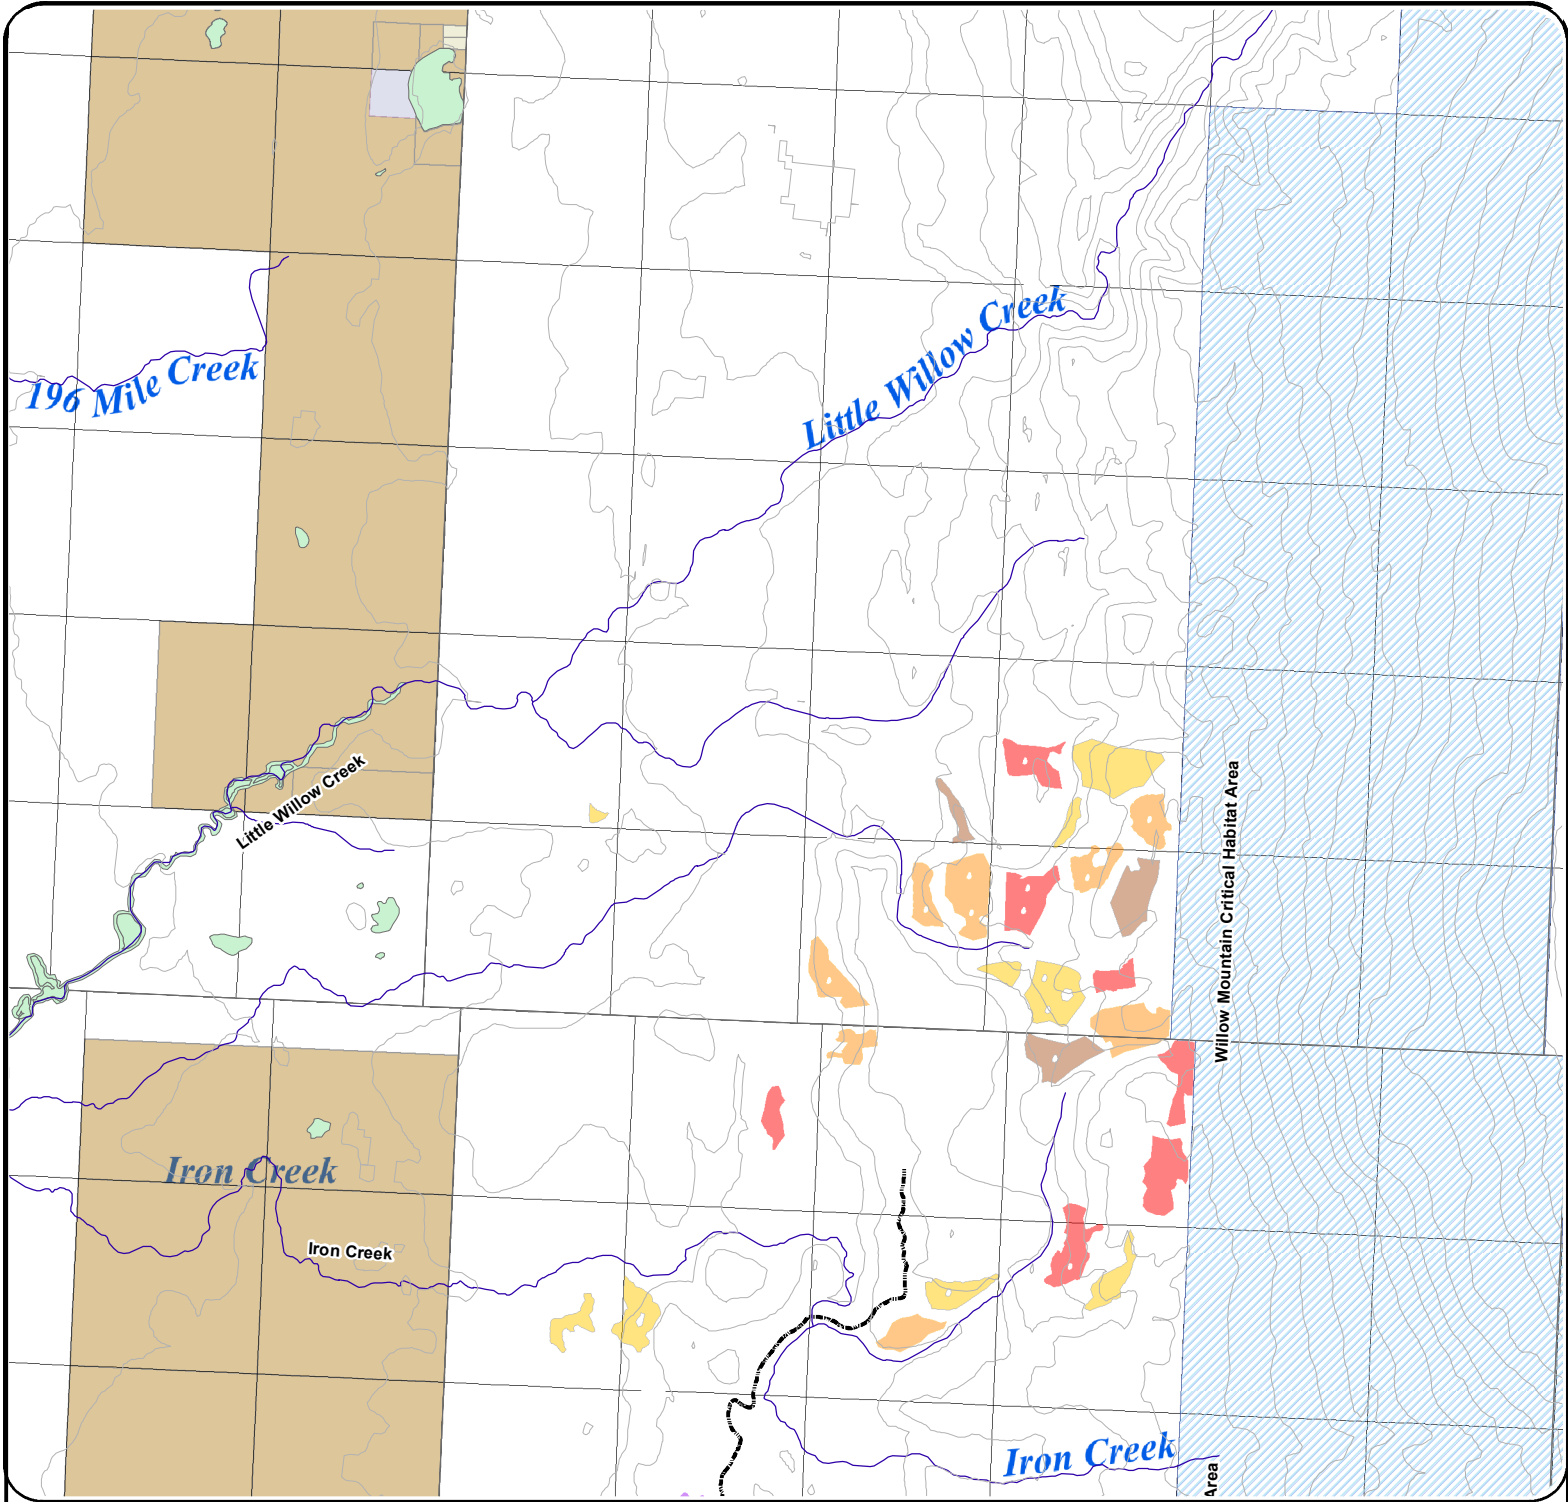 Little Willow Creek
196 Mile Creek
Little Willow Creek
Willow Mountain Critical Habitat Area
Iron Creek
Iron Creek
Iron Creek
Area